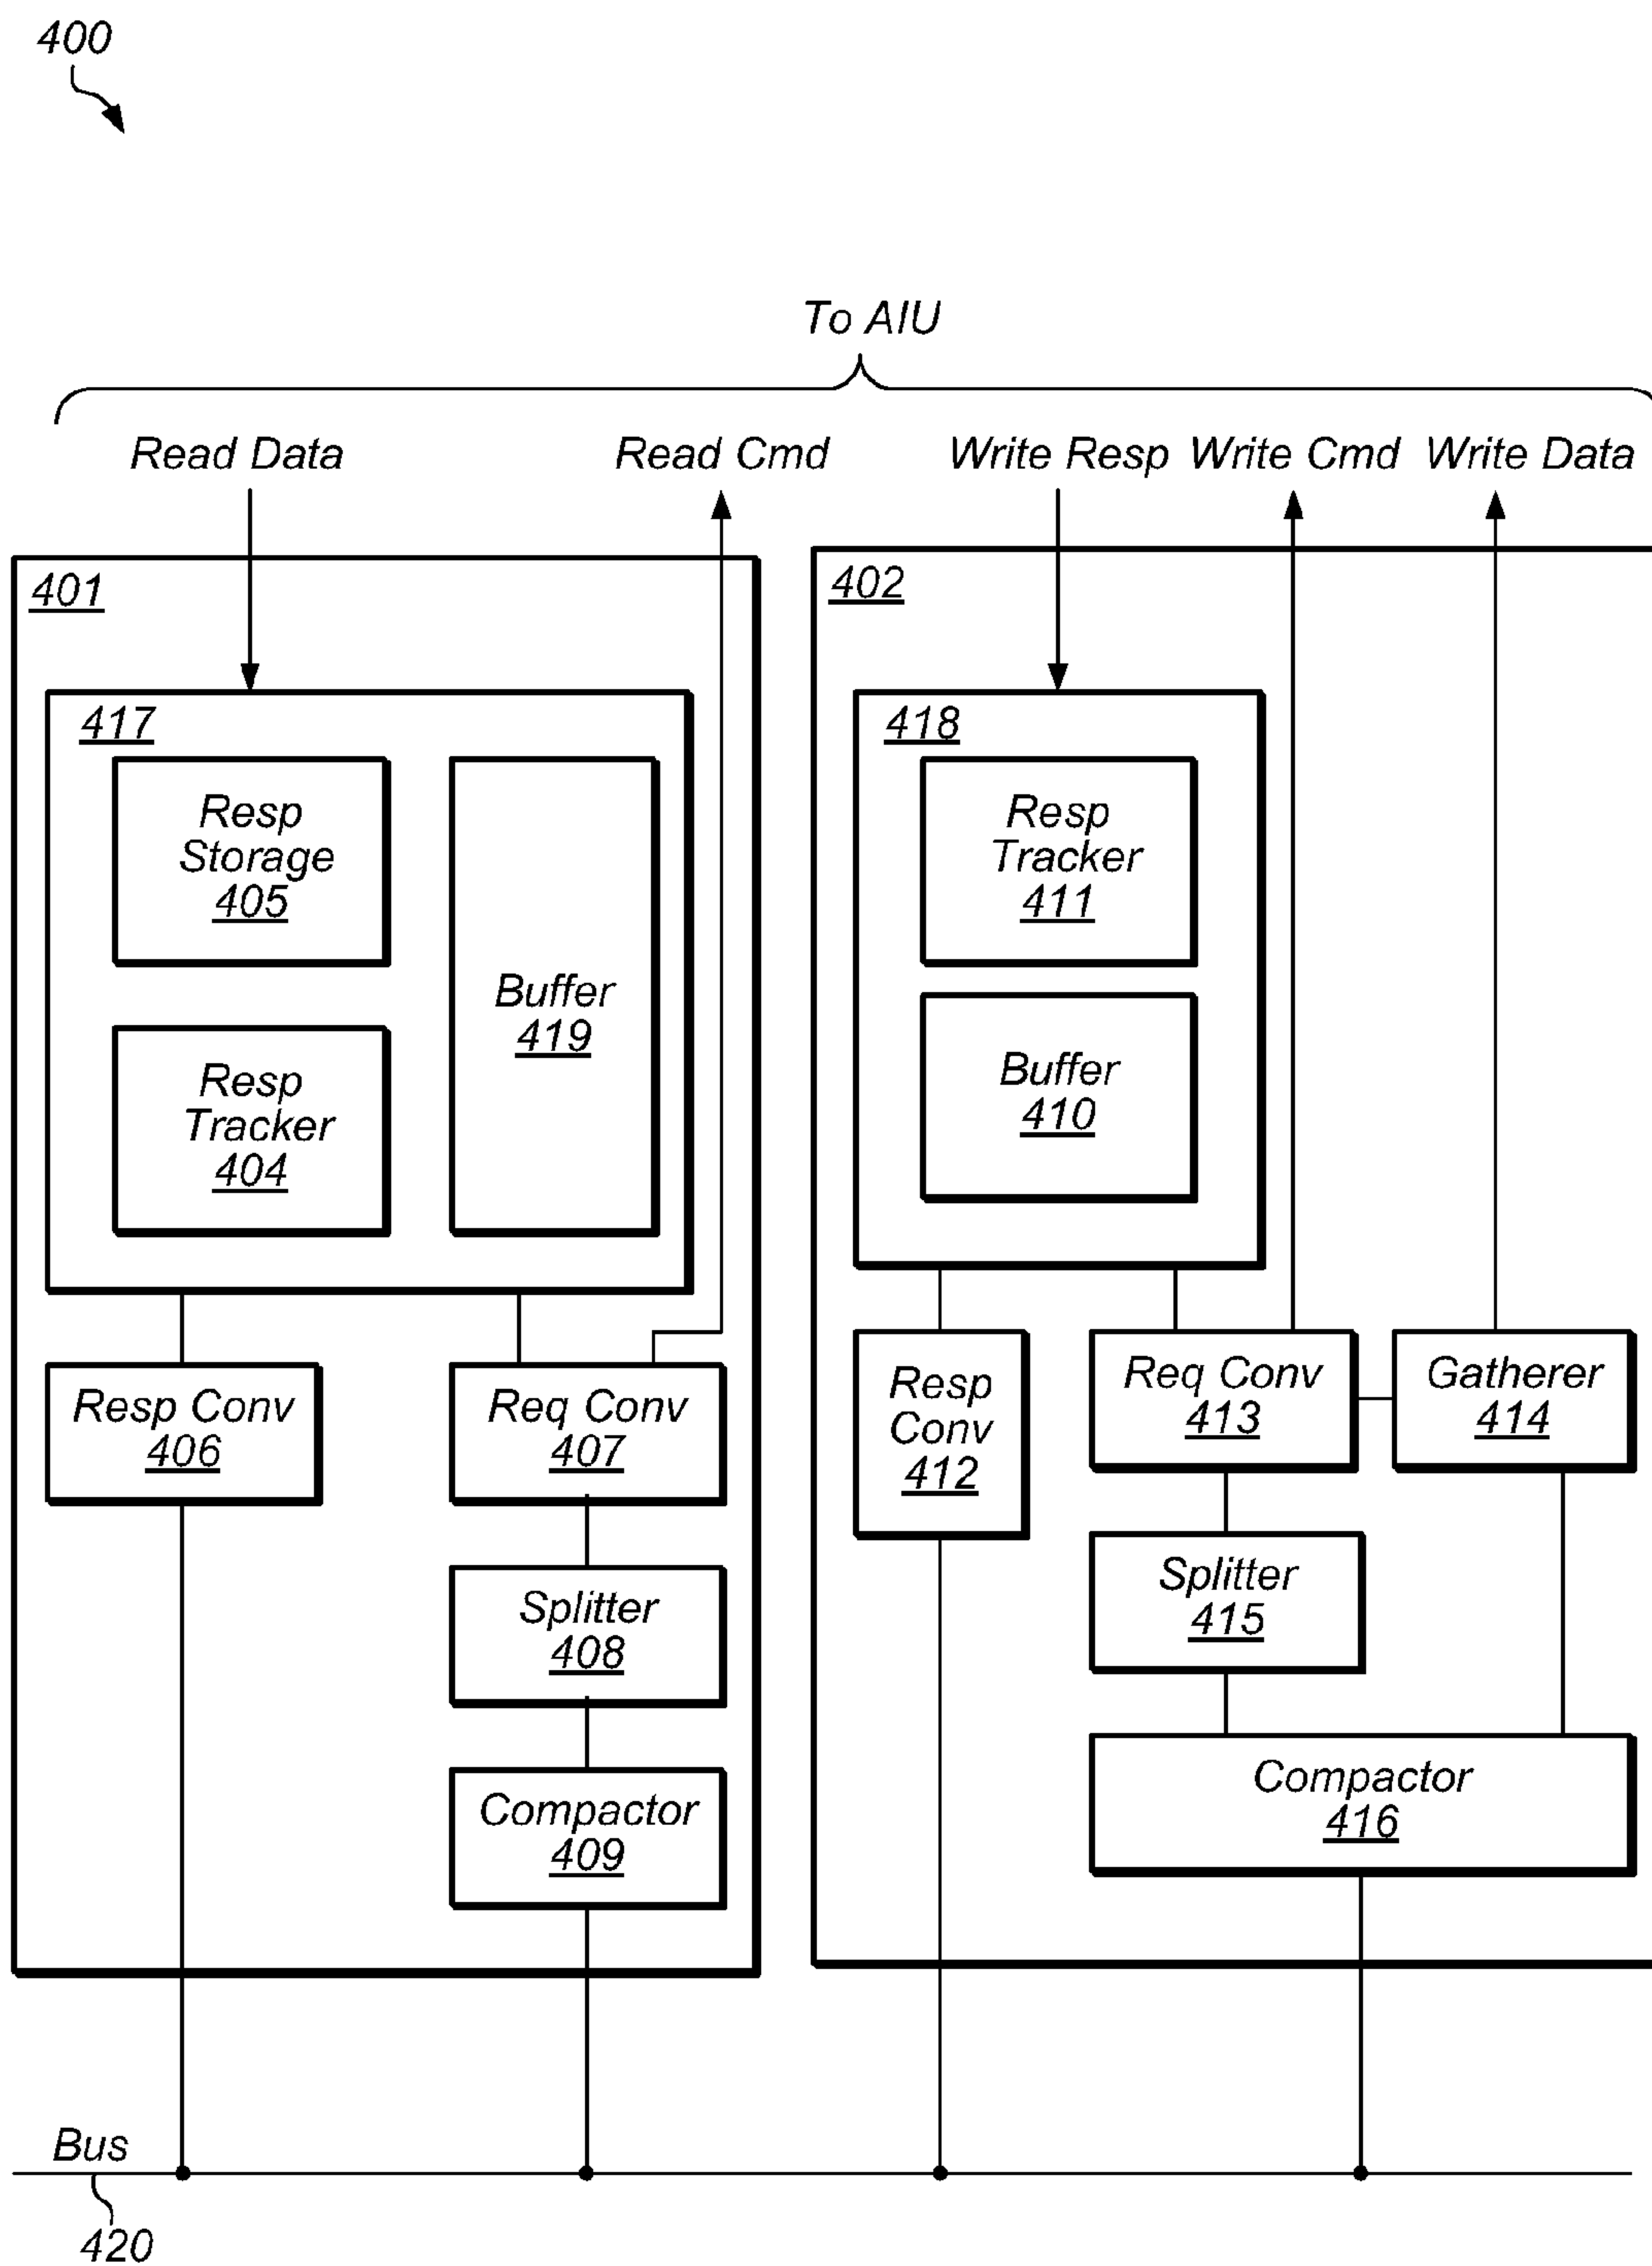 400
To AIU
Read Data
Read Cmd
Write Resp
Write Cmd
Write Data
401
417
Resp
Storage
405
Resp
Tracker
404
Buffer
419
Resp Conv
406
Req Conv
407
Splitter
408
Compactor
409
402
418
Resp
Tracker
411
Buffer
410
Resp
Conv
412
Req Conv
413
Gatherer
414
Splitter
415
Compactor
416
Bus
420